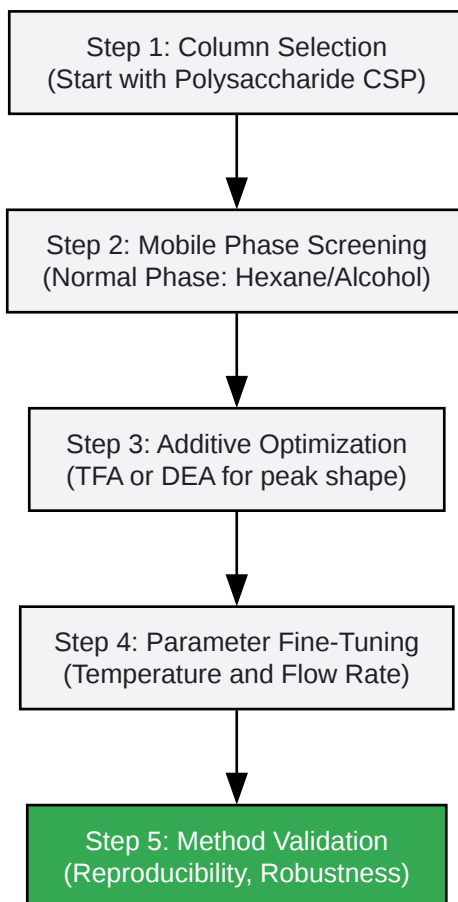 Step 1: Column Selection
(Start with Polysaccharide CSP)
Step 2: Mobile Phase Screening
(Normal Phase: Hexane/Alcohol)
Step 3: Additive Optimization
(TFA or DEA for peak shape)
Step 4: Parameter Fine-Tuning
(Temperature and Flow Rate)
Step 5: Method Validation
(Reproducibility, Robustness)